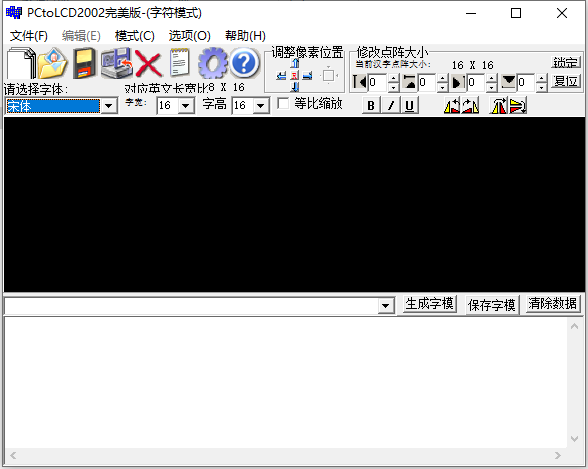 PCtoLCD2002完美版-(字符模式)
文件(F) 编辑(E) 模式(C) 选项(O) 帮助(H)
调整像素位置 修改点阵大小
当前汉字点阵大小: 16 X 16 锁定
0 0 0 0 复位
请选择字体: 对应英文长宽比8 X 16
宋体 字宽: 16 字高 16 等比缩放 B I U
生成字模 保存字模 清除数据